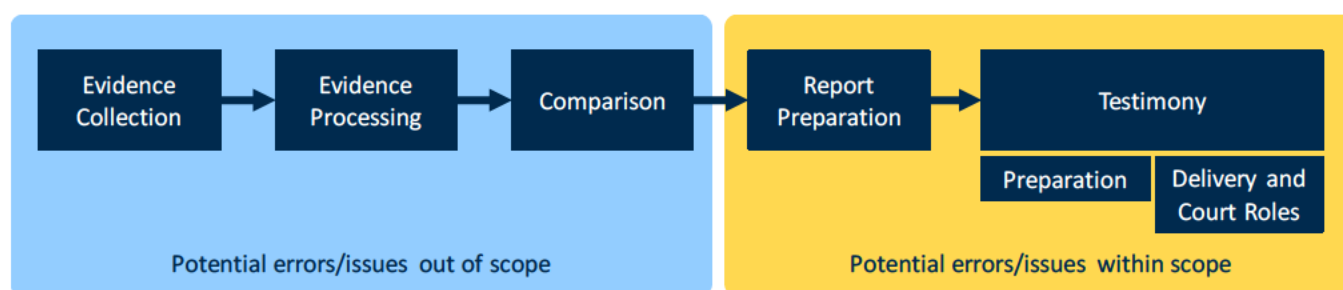 Evidence
Collection
Evidence
Processing
Comparison
Report
Preparation
Testimony
Preparation
Delivery and
Court Roles
Potential errors/issues out of scope
Potential errors/issues within scope